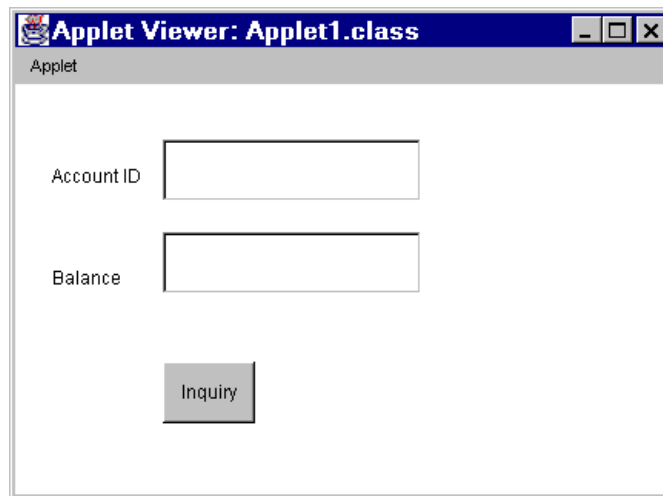 Applet Viewer: Applet1.class
Applet
Account ID
Balance
Inquiry